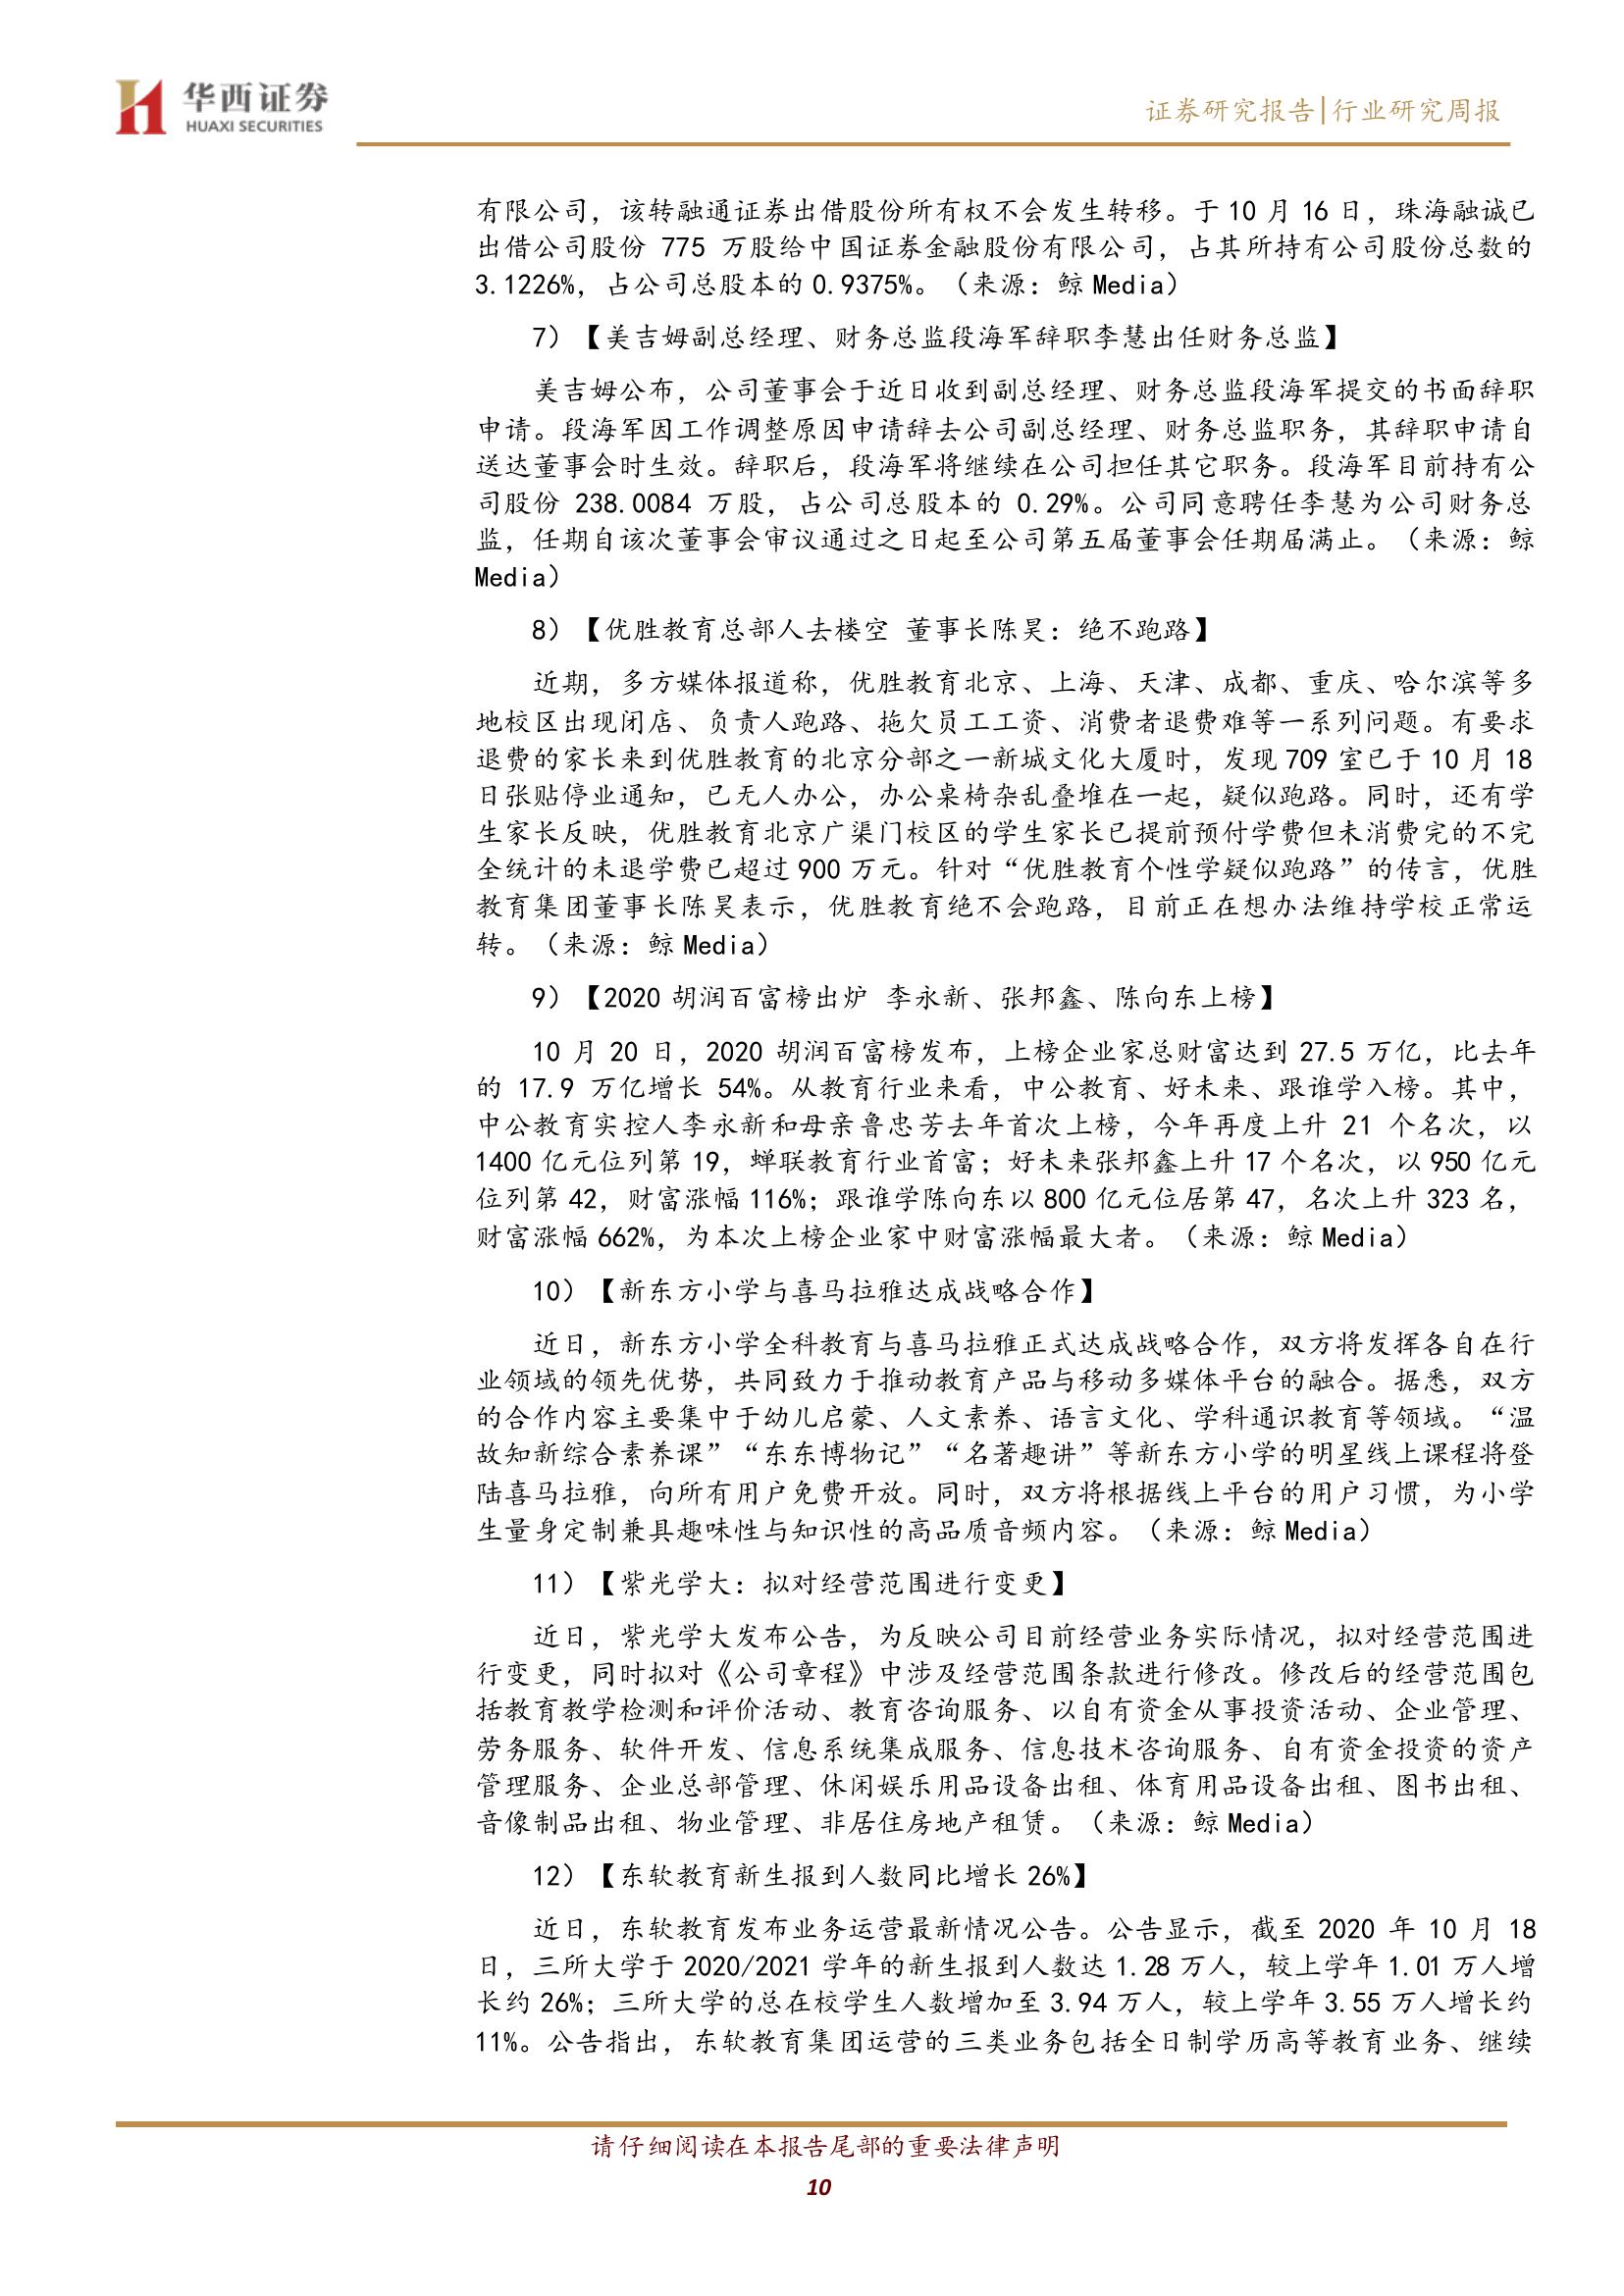 华西证券
HUAXI SECURITIES
证券研究报告|行业研究周报
有限公司，该转融通证券出借股份所有权不会发生转移。于 10 月 16 日，珠海融诚已
出借公司股份 775 万股给中国证券金融股份有限公司，占其所持有公司股份总数的
3.1226%，占公司总股本的 0.9375%。（来源：鲸 Media）
7）【美吉姆副总经理、财务总监段海军辞职李慧出任财务总监】
美吉姆公布，公司董事会于近日收到副总经理、财务总监段海军提交的书面辞职
申请。段海军因工作调整原因申请辞去公司副总经理、财务总监职务，其辞职申请自
送达董事会时生效。辞职后，段海军将继续在公司担任其它职务。段海军目前持有公
司股份 238.0084 万股，占公司总股本的 0.29%。公司同意聘任李慧为公司财务总
监，任期自该次董事会审议通过之日起至公司第五届董事会任期届满止。（来源：鲸
Media）
8）【优胜教育总部人去楼空 董事长陈昊：绝不跑路】
近期，多方媒体报道称，优胜教育北京、上海、天津、成都、重庆、哈尔滨等多
地校区出现闭店、负责人跑路、拖欠员工工资、消费者退费难等一系列问题。有要求
退费的家长来到优胜教育的北京分部之一新城文化大厦时，发现 709 室已于 10 月 18
日张贴停业通知，已无人办公，办公桌椅杂乱叠堆在一起，疑似跑路。同时，还有学
生家长反映，优胜教育北京广渠门校区的学生家长已提前预付学费但未消费完的不完
全统计的未退学费已超过 900 万元。针对“优胜教育个性学疑似跑路”的传言，优胜
教育集团董事长陈昊表示，优胜教育绝不会跑路，目前正在想办法维持学校正常运
转。（来源：鲸 Media）
9）【2020 胡润百富榜出炉 李永新、张邦鑫、陈向东上榜】
10 月 20 日，2020 胡润百富榜发布，上榜企业家总财富达到 27.5 万亿，比去年
的 17.9 万亿增长 54%。从教育行业来看，中公教育、好未来、跟谁学入榜。其中，
中公教育实控人李永新和母亲鲁忠芳去年首次上榜，今年再度上升 21 个名次，以
1400 亿元位列第 19，蝉联教育行业首富；好未来张邦鑫上升 17 个名次，以 950 亿元
位列第 42，财富涨幅 116%；跟谁学陈向东以 800 亿元位居第 47，名次上升 323 名，
财富涨幅 662%，为本次上榜企业家中财富涨幅最大者。（来源：鲸 Media）
10）【新东方小学与喜马拉雅达成战略合作】
近日，新东方小学全科教育与喜马拉雅正式达成战略合作，双方将发挥各自在行
业领域的领先优势，共同致力于推动教育产品与移动多媒体平台的融合。据悉，双方
的合作内容主要集中于幼儿启蒙、人文素养、语言文化、学科通识教育等领域。“温
故知新综合素养课”“东东博物记”“名著趣讲”等新东方小学的明星线上课程将登
陆喜马拉雅，向所有用户免费开放。同时，双方将根据线上平台的用户习惯，为小学
生量身定制兼具趣味性与知识性的高品质音频内容。（来源：鲸 Media）
11）【紫光学大：拟对经营范围进行变更】
近日，紫光学大发布公告，为反映公司目前经营业务实际情况，拟对经营范围进
行变更，同时拟对《公司章程》中涉及经营范围条款进行修改。修改后的经营范围包
括教育教学检测和评价活动、教育咨询服务、以自有资金从事投资活动、企业管理、
劳务服务、软件开发、信息系统集成服务、信息技术咨询服务、自有资金投资的资产
管理服务、企业总部管理、休闲娱乐用品设备出租、体育用品设备出租、图书出租、
音像制品出租、物业管理、非居住房地产租赁。（来源：鲸 Media）
12）【东软教育新生报到人数同比增长 26%】
近日，东软教育发布业务运营最新情况公告。公告显示，截至 2020 年 10 月 18
日，三所大学于 2020/2021 学年的新生报到人数达 1.28 万人，较上学年 1.01 万人增
长约 26%；三所大学的总在校学生人数增加至 3.94 万人，较上学年 3.55 万人增长约
11%。公告指出，东软教育集团运营的三类业务包括全日制学历高等教育业务、继续
请仔细阅读在本报告尾部的重要法律声明
10